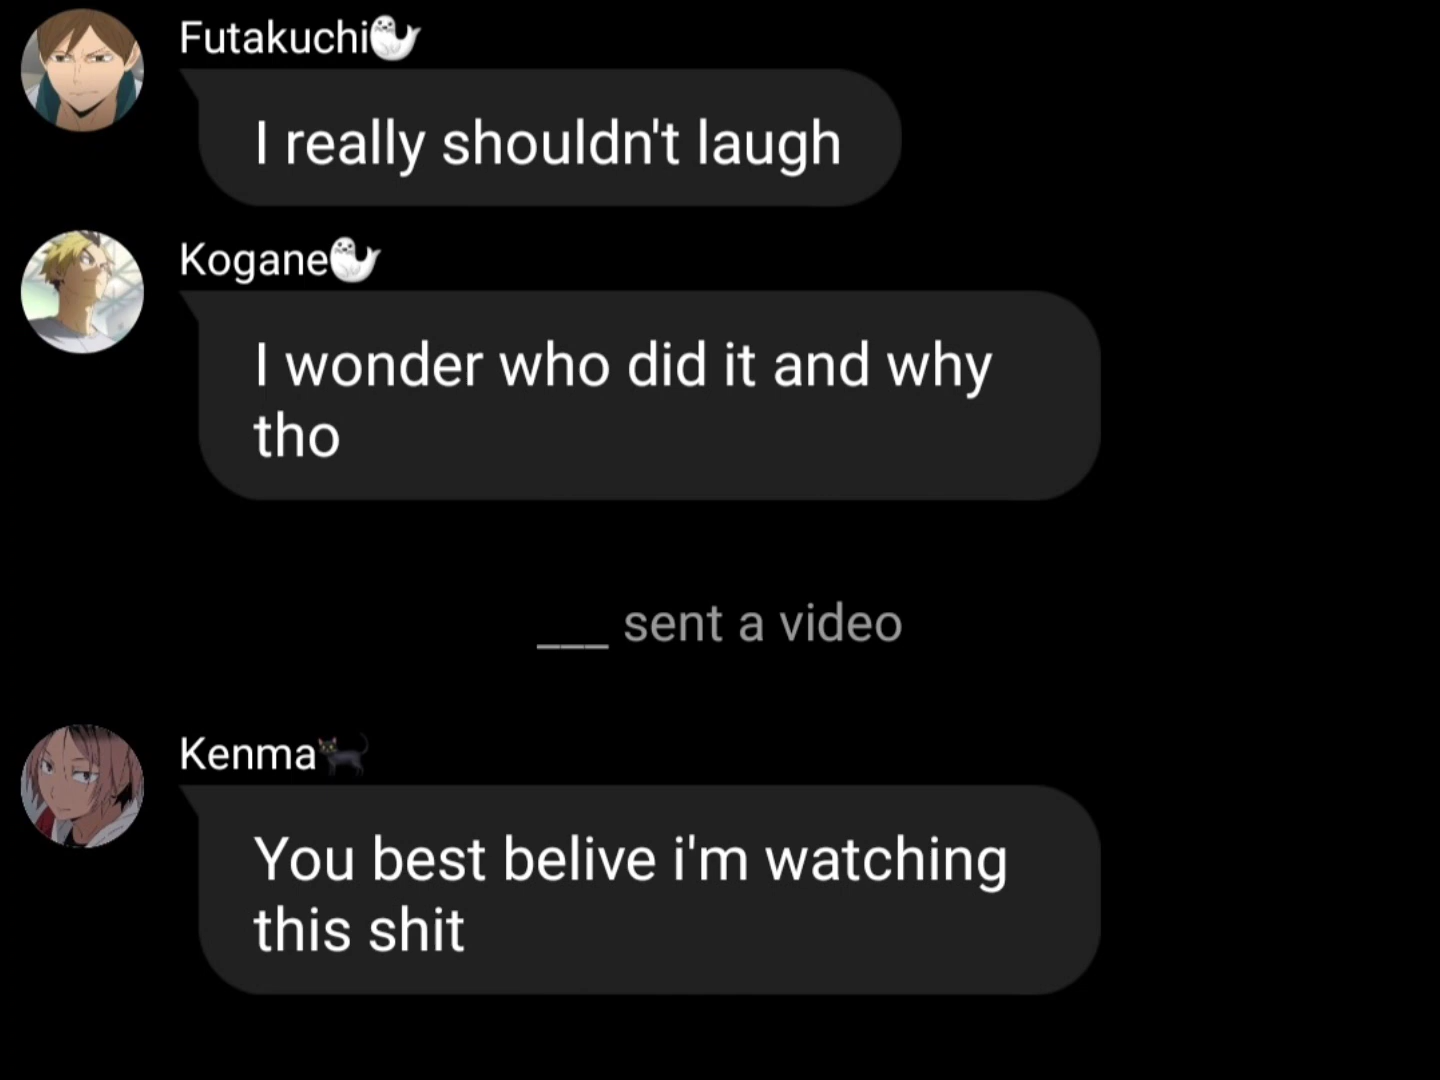 Futakuchi🦭
I really shouldn't laugh
Kogane🦭
I wonder who did it and why
tho
___ sent a video
Kenma🐈‍⬛
You best belive i'm watching
this shit